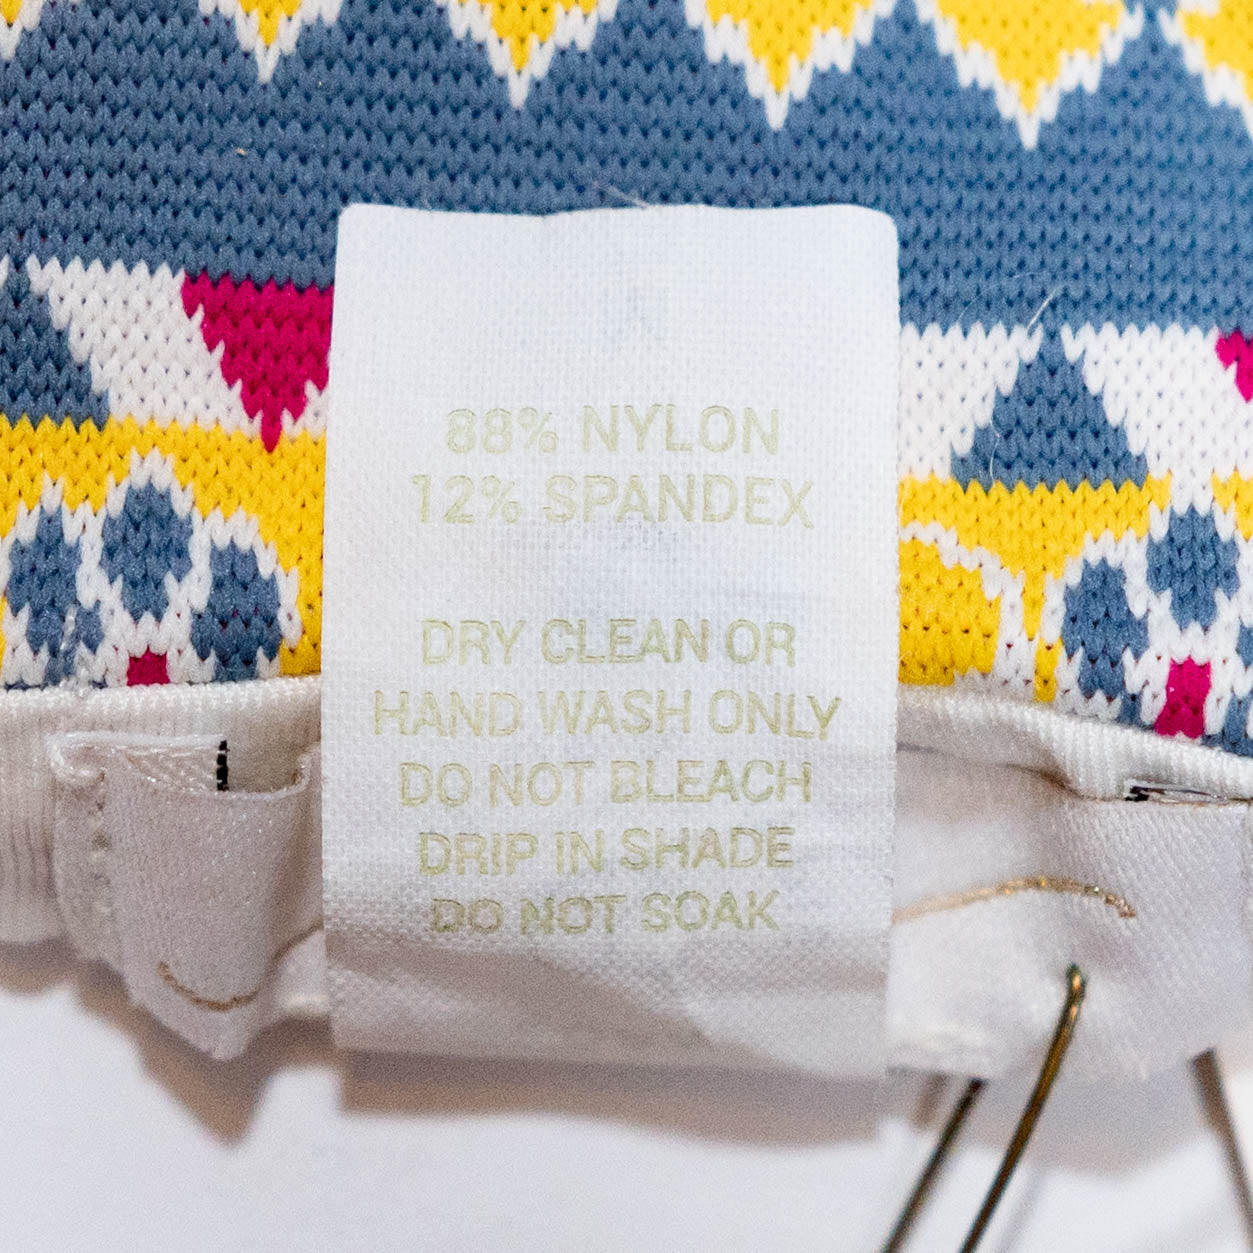 88% NYLON
12% SPANDEX
DRY CLEAN OR
HAND WASH ONLY
DO NOT BLEACH
DRIP IN SHADE
DO NOT SOAK